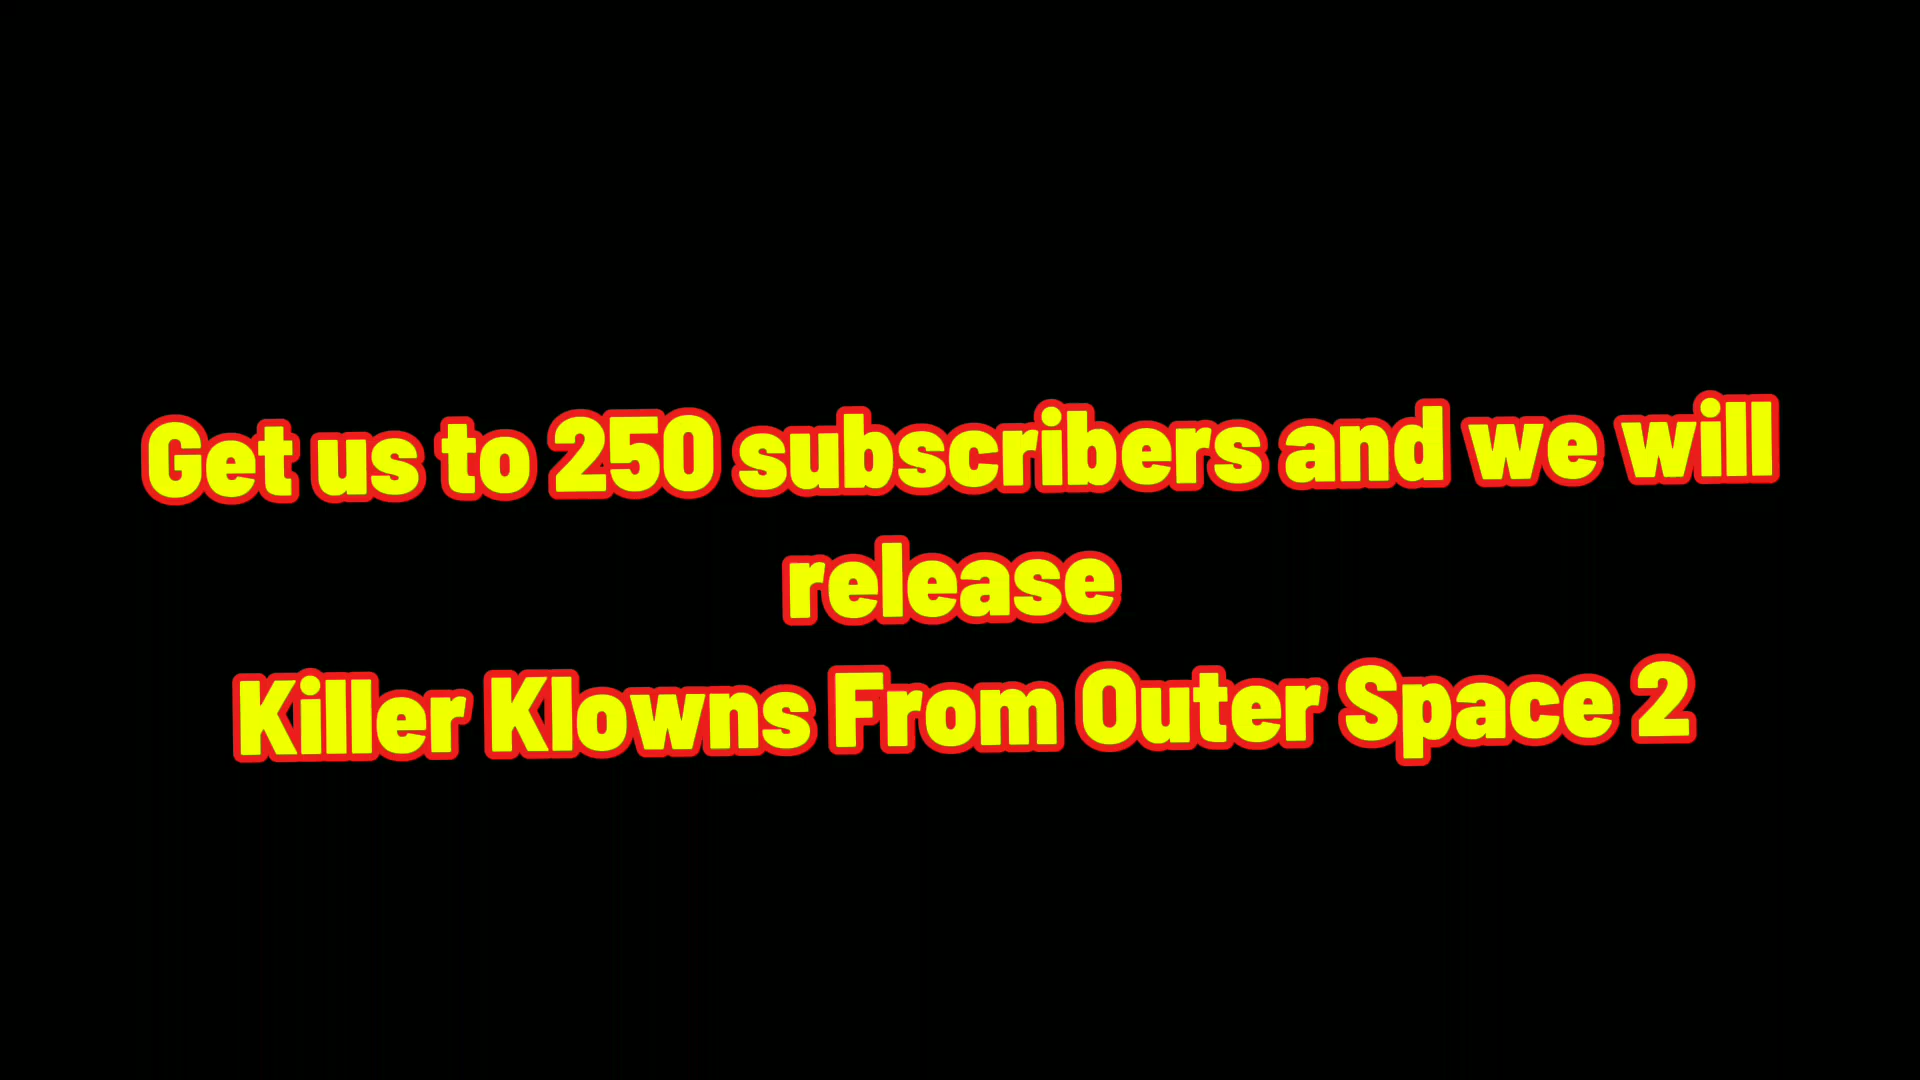 Get us to 250 subscribers and we will
release
Killer Klowns From Outer Space 2